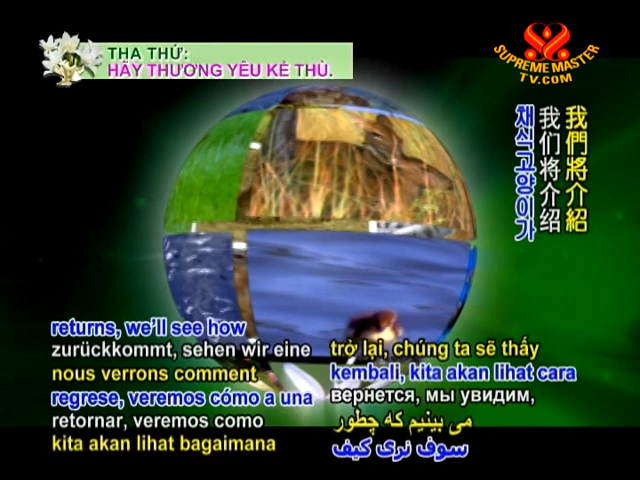 THA THỨ:
HÃY THƯƠNG YÊU KẺ THÙ.
SUPREME MASTER
TV.COM
我們將介紹
我们将介绍
채식고향이가
returns, we'll see how
zurückkommt, sehen wir eine
nous verrons comment
regrese, veremos cómo a una
retornar, veremos como
kita akan lihat bagaimana
trở lại, chúng ta sẽ thấy
kembali, kita akan lihat cara
вернется, мы увидим,
می بینیم که چطور
سوف نرى كيف